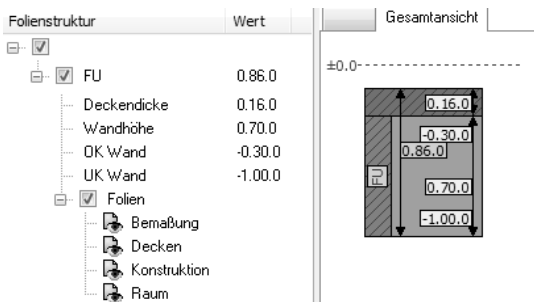 Folienstruktur Wert
FU 0.86.0
Deckendicke 0.16.0
Wandhöhe 0.70.0
OK Wand -0.30.0
UK Wand -1.00.0
Folien
Bemaßung
Decken
Konstruktion
Raum
Gesamtansicht
±0.0
0.16.0
-0.30.0
0.86.0
FU
0.70.0
-1.00.0